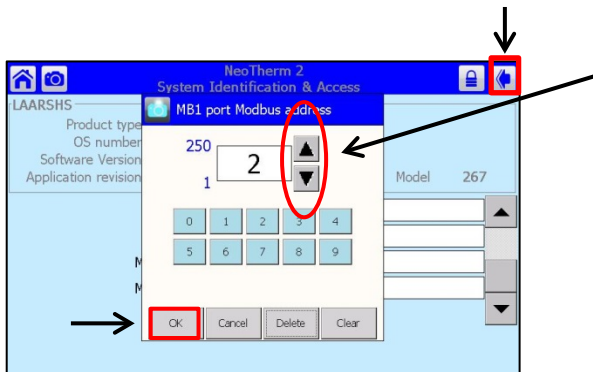 NeoTherm 2
System Identification & Access
LAARSHS
Product type
OS number
Software Version
Application revision
Model 267
M
M
MB1 port Modbus address
250
2
1
0 1 2 3 4
5 6 7 8 9
OK Cancel Delete Clear